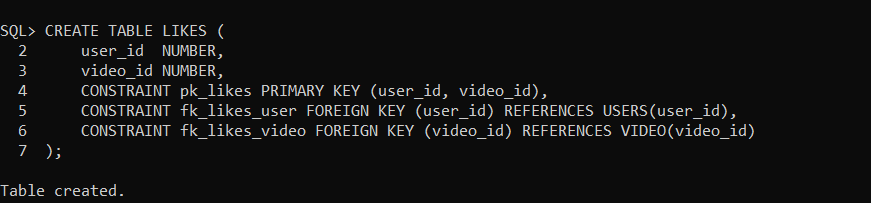 SQL> CREATE TABLE LIKES (
  2      user_id  NUMBER,
  3      video_id NUMBER,
  4      CONSTRAINT pk_likes PRIMARY KEY (user_id, video_id),
  5      CONSTRAINT fk_likes_user FOREIGN KEY (user_id) REFERENCES USERS(user_id),
  6      CONSTRAINT fk_likes_video FOREIGN KEY (video_id) REFERENCES VIDEO(video_id)
  7  );
Table created.